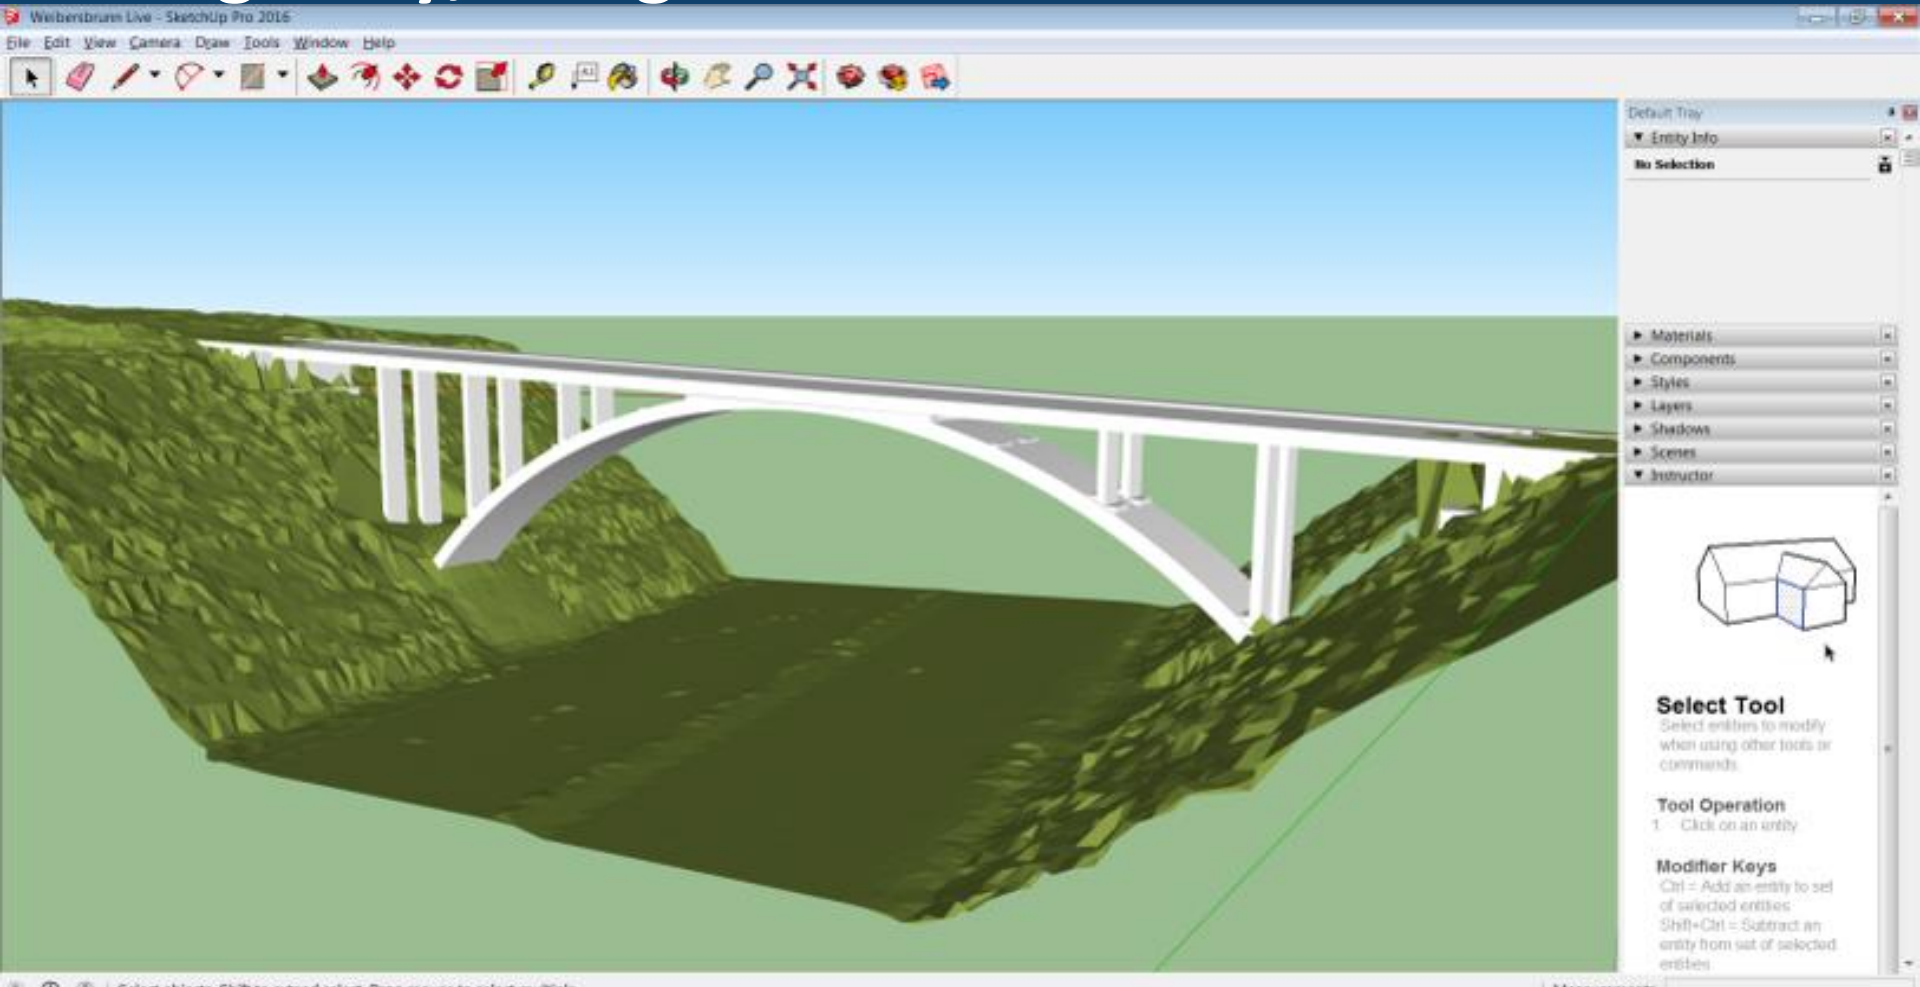 Weibersbrunn Live - SketchUp Pro 2016
File Edit View Camera Draw Tools Window Help
Default Tray
Entity Info
No Selection
Materials
Components
Styles
Layers
Shadows
Scenes
Instructor
Select Tool
Select entities to modify
when using other tools or
commands.
Tool Operation
1. Click on an entity
Modifier Keys
Ctrl = Add an entity to set
of selected entities
Shift+Ctrl = Subtract an
entity from set of selected
entities